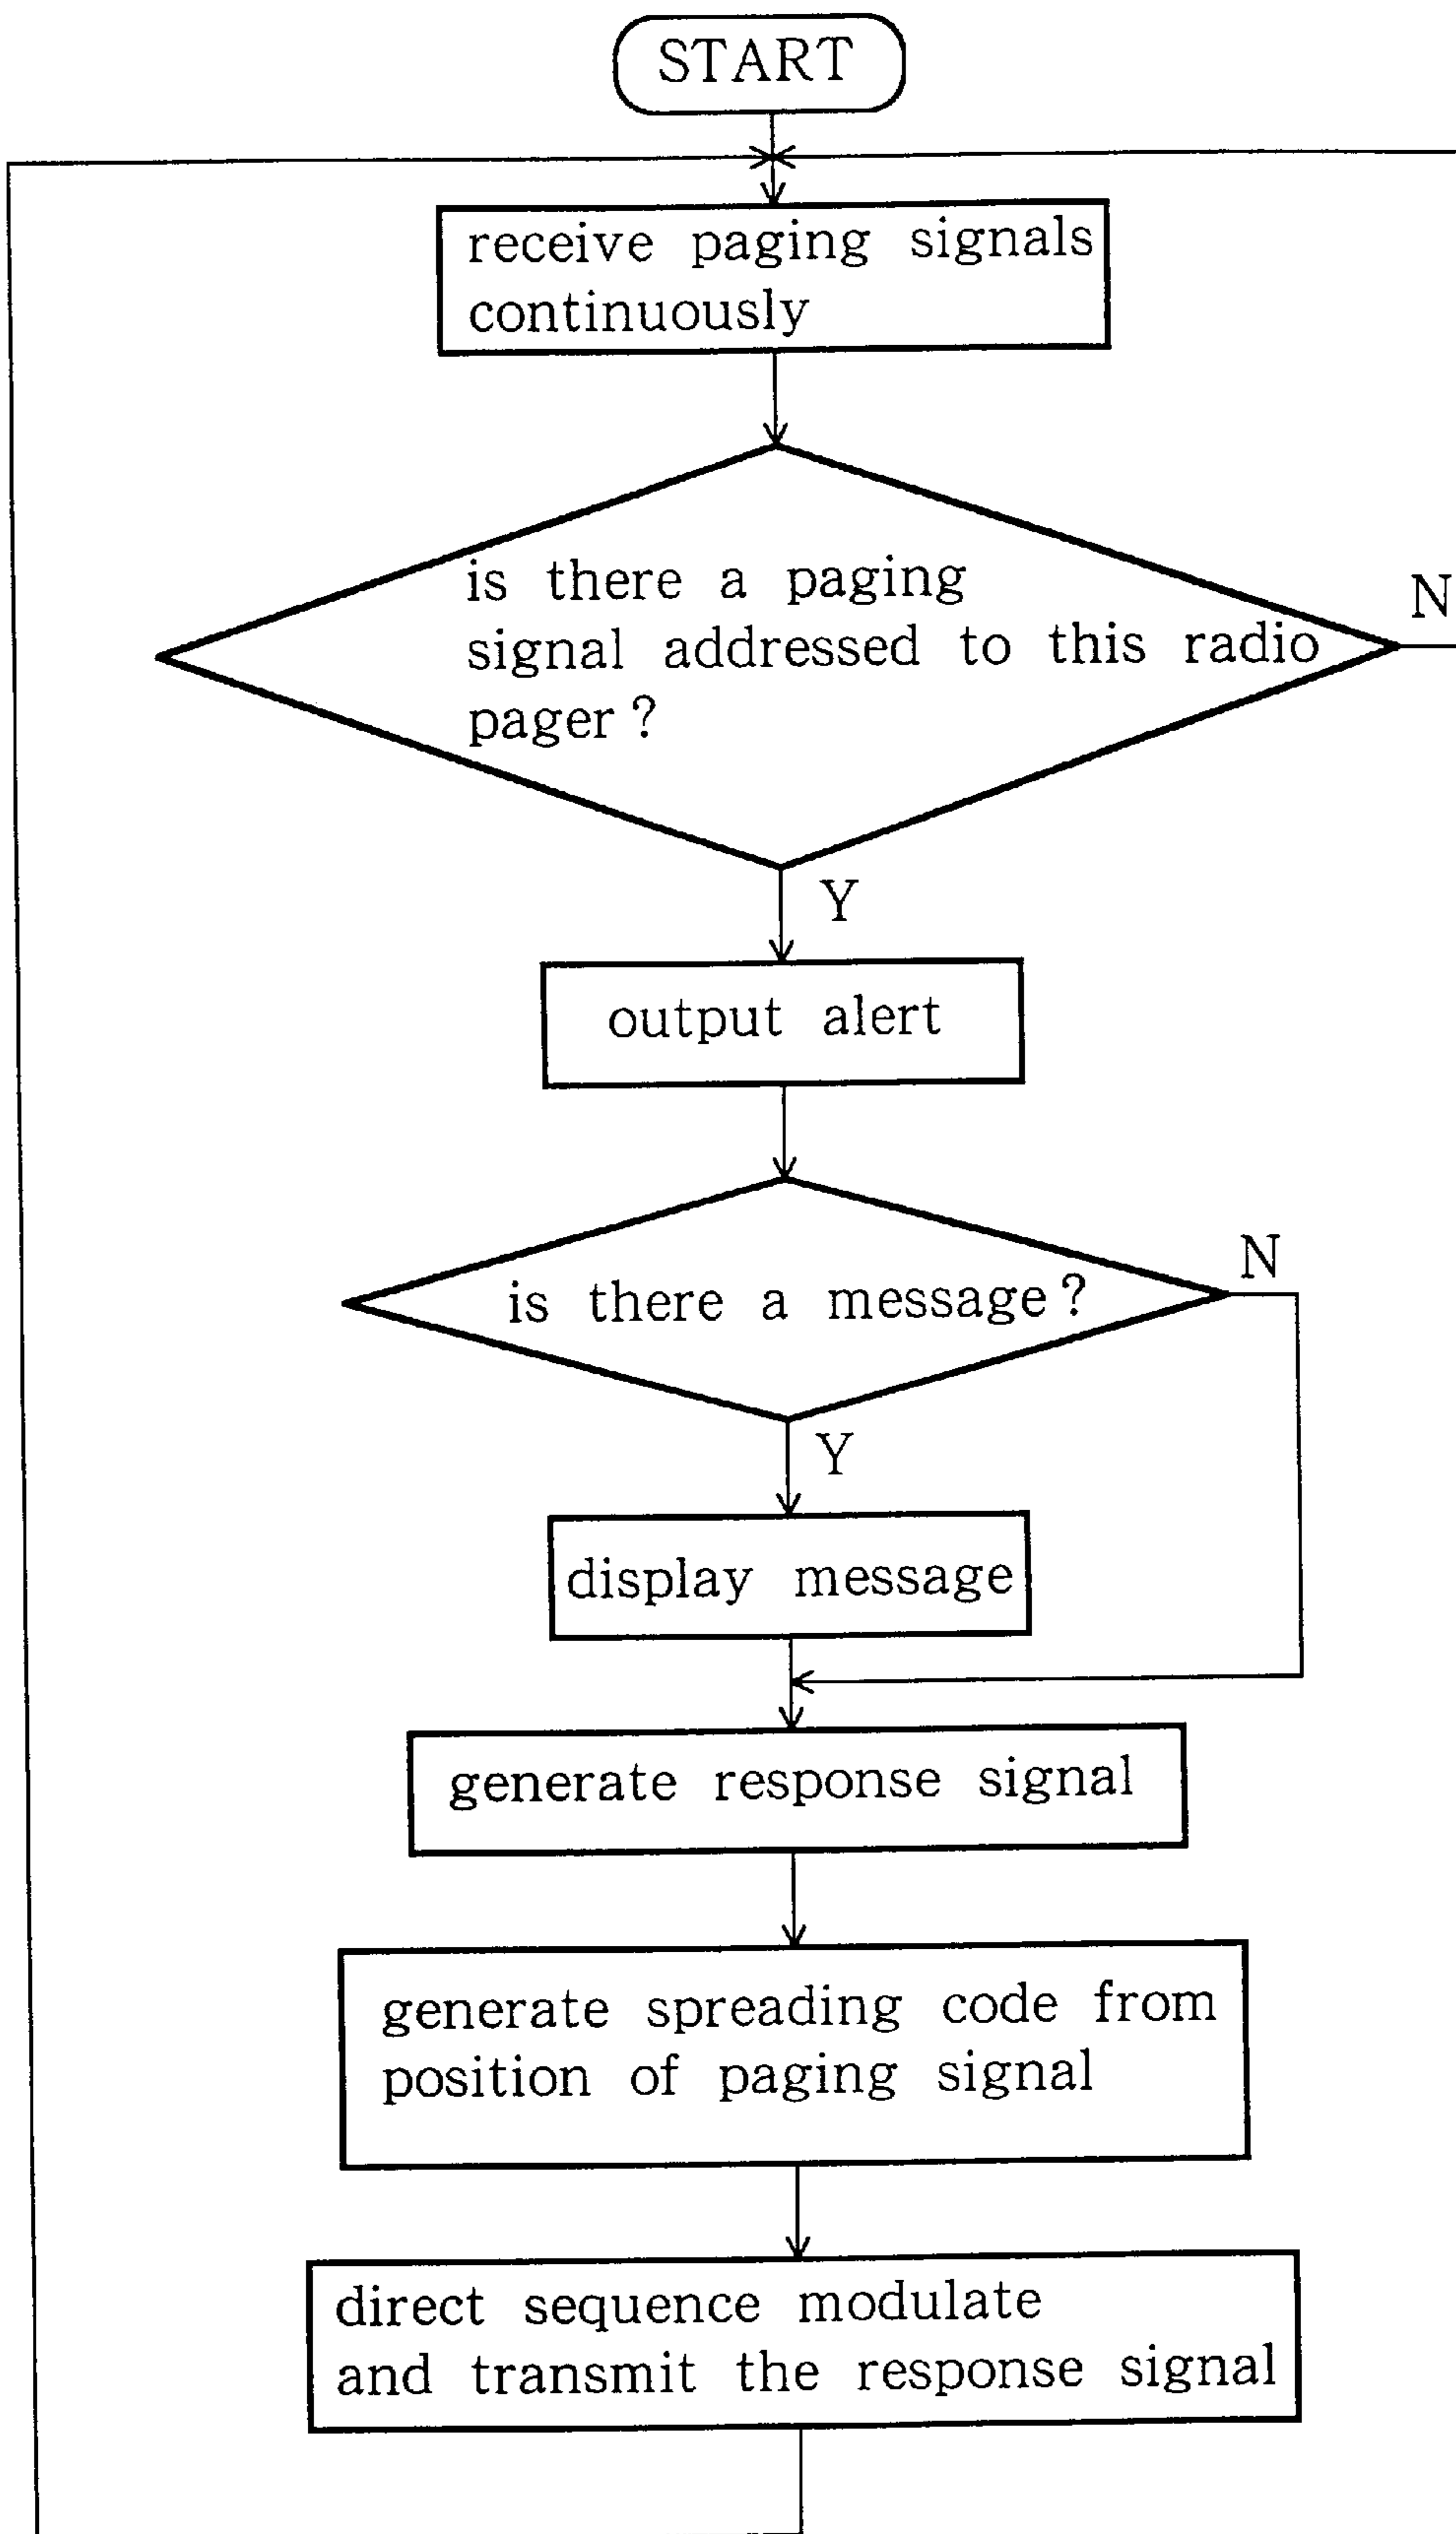 START
receive paging signals
continuously
is there a paging
signal addressed to this radio
pager?
N
Y
output alert
is there a message?
N
Y
display message
generate response signal
generate spreading code from
position of paging signal
direct sequence modulate
and transmit the response signal